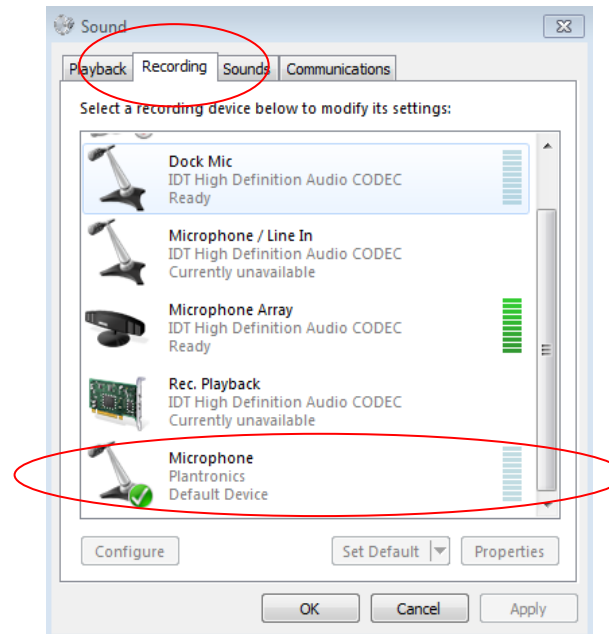 Sound
Playback Recording Sounds Communications
Select a recording device below to modify its settings:
Dock Mic
IDT High Definition Audio CODEC
Ready
Microphone / Line In
IDT High Definition Audio CODEC
Currently unavailable
Microphone Array
IDT High Definition Audio CODEC
Ready
Rec. Playback
IDT High Definition Audio CODEC
Currently unavailable
Microphone
Plantronics
Default Device
Configure Set Default Properties
OK Cancel Apply